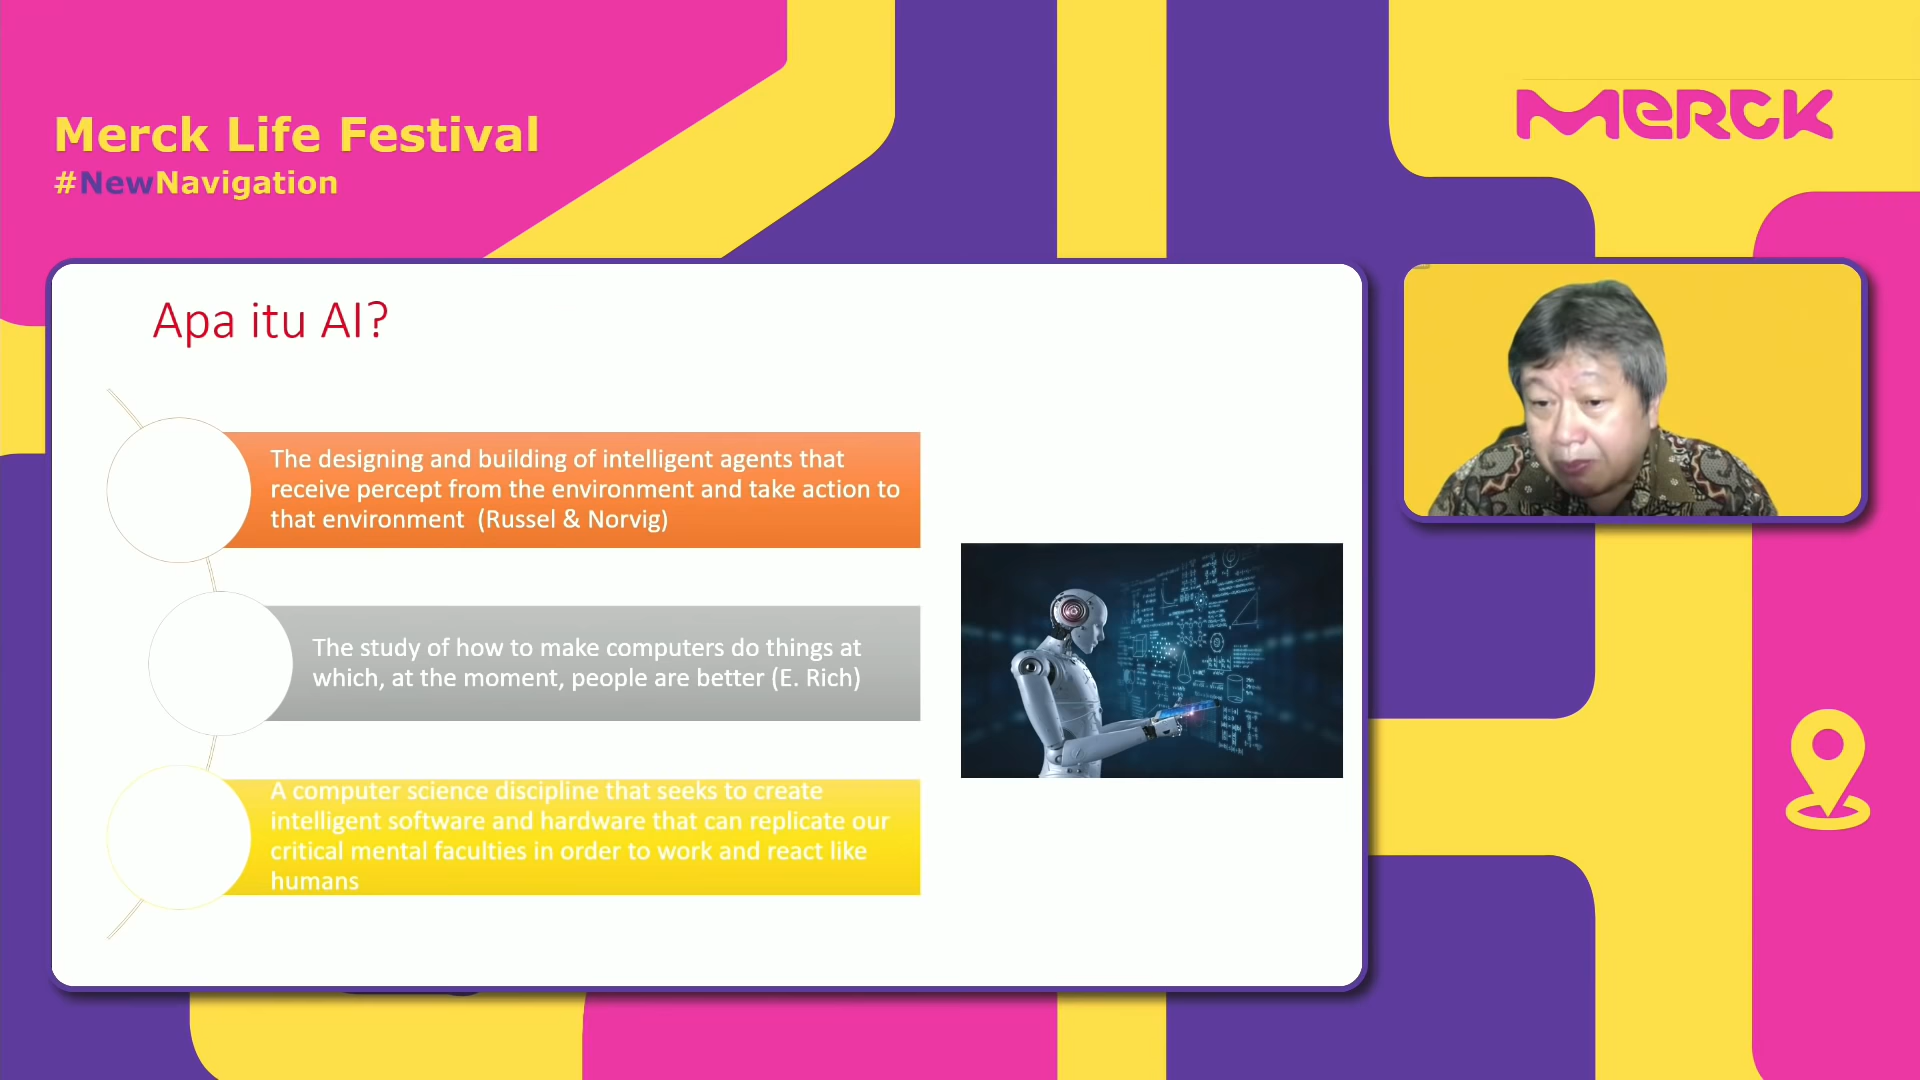 Merck Life Festival
#NewNavigation
MERCK
Apa itu AI?
The designing and building of intelligent agents that
receive percept from the environment and take action to
that environment (Russel & Norvig)
The study of how to make computers do things at
which, at the moment, people are better (E. Rich)
A computer science discipline that seeks to create
intelligent software and hardware that can replicate our
critical mental faculties in order to work and react like
humans